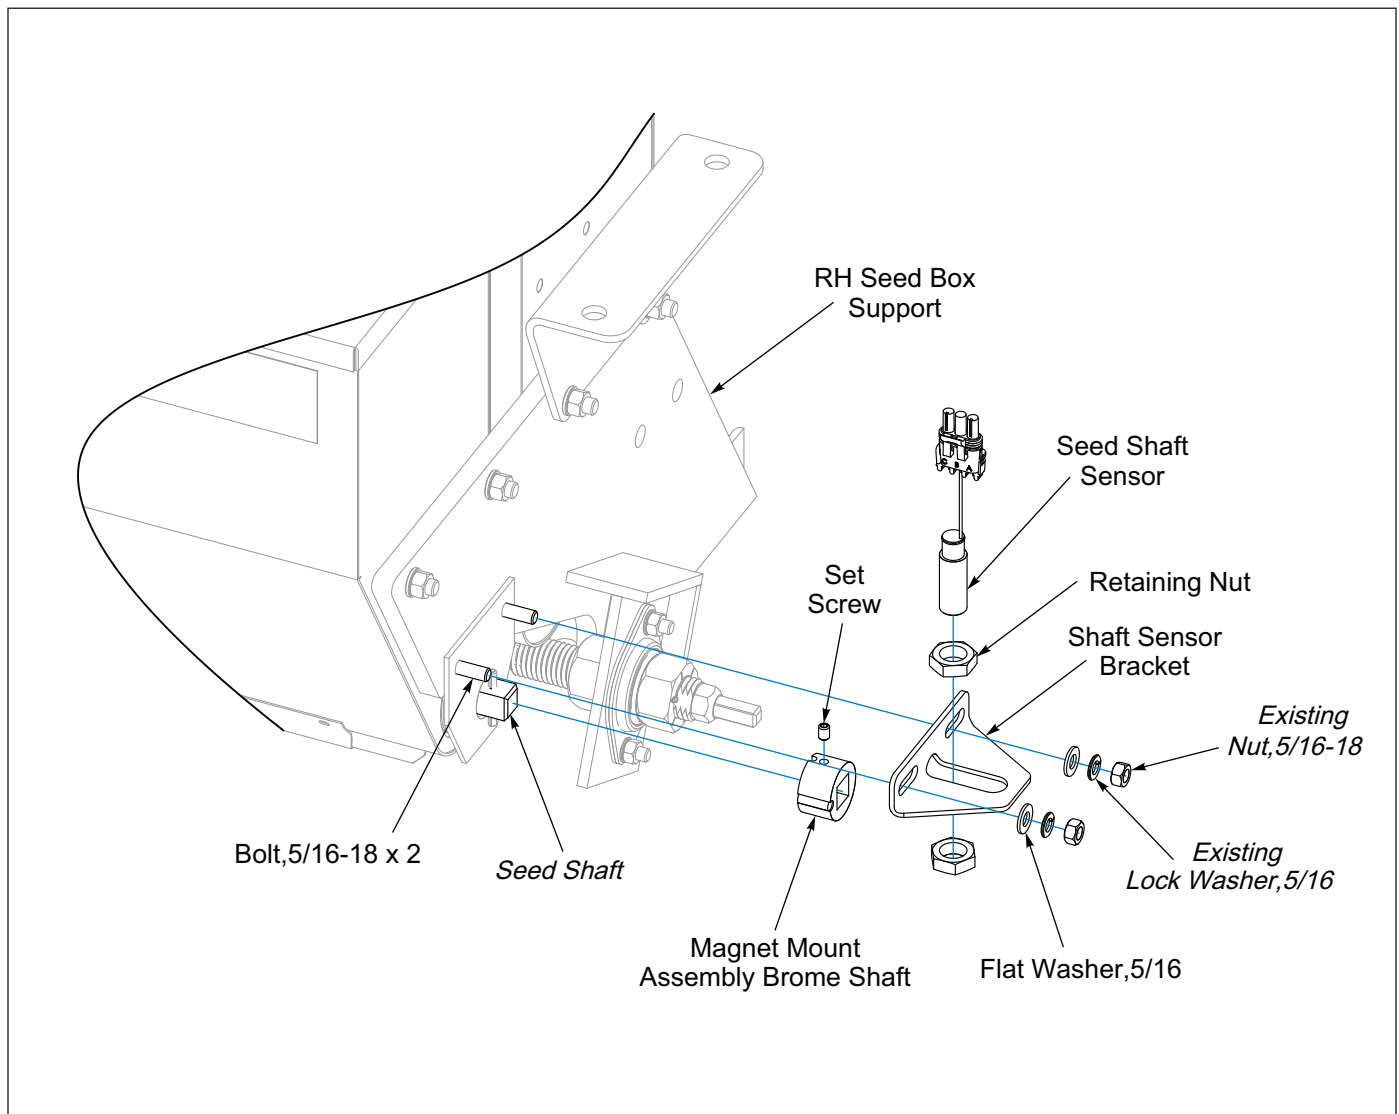 RH Seed Box
Support
Seed Shaft
Sensor
Set
Screw
Retaining Nut
Shaft Sensor
Bracket
Existing
Nut,5/16-18
Bolt,5/16-18 x 2
Seed Shaft
Existing
Lock Washer,5/16
Magnet Mount
Assembly Brome Shaft
Flat Washer,5/16
C B A